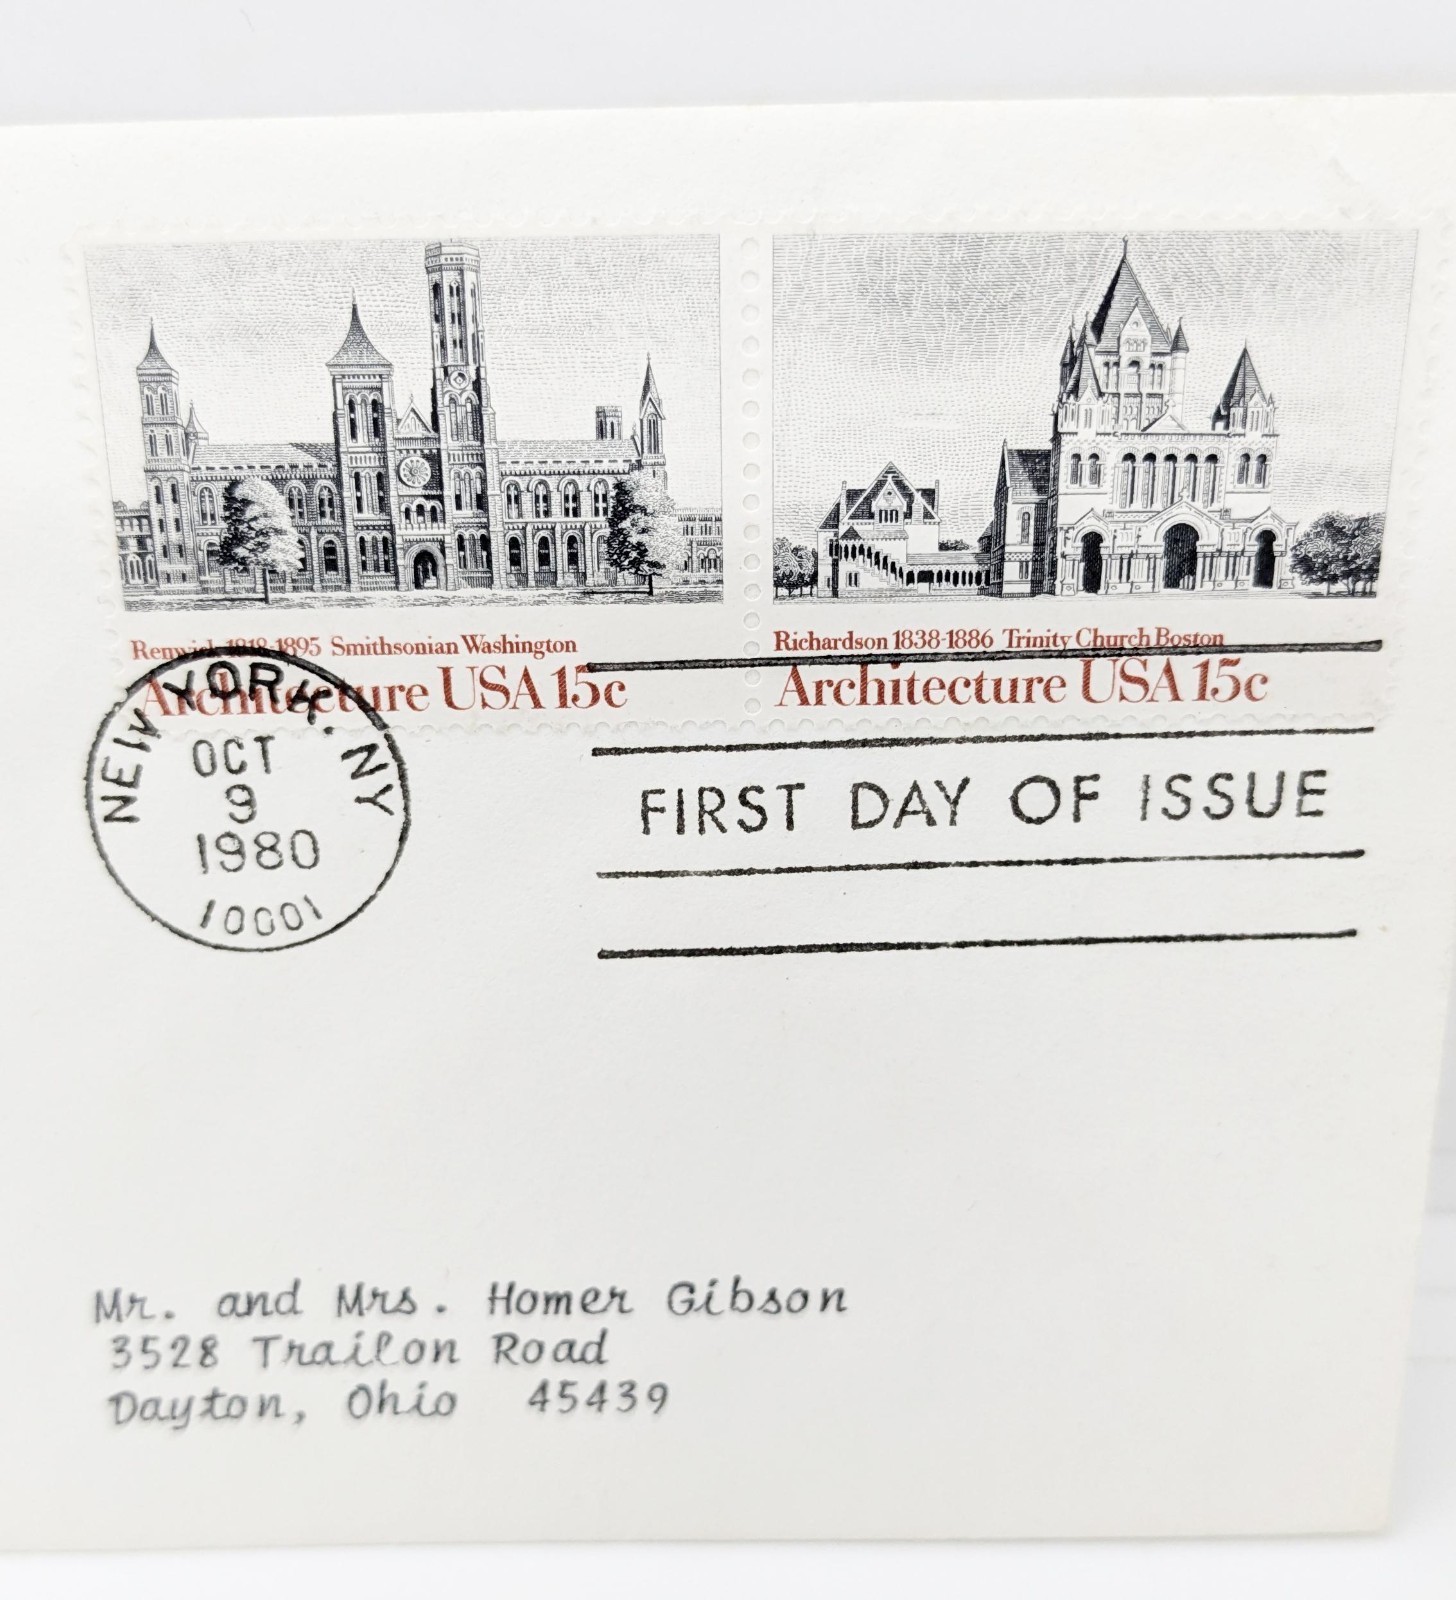 Renwick 1818-1895 Smithsonian Washington
Architecture USA 15c
Richardson 1838-1886 Trinity Church Boston
Architecture USA 15c
NEW YORK, NY
OCT
9
1980
10001
FIRST DAY OF ISSUE
Mr. and Mrs. Homer Gibson
3528 Trailon Road
Dayton, Ohio 45439